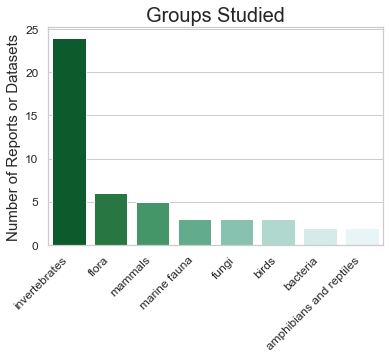 Groups Studied
Number of Reports or Datasets
25
20
15
10
5
0
invertebrates
flora
mammals
marine fauna
fungi
birds
bacteria
amphibians and reptiles